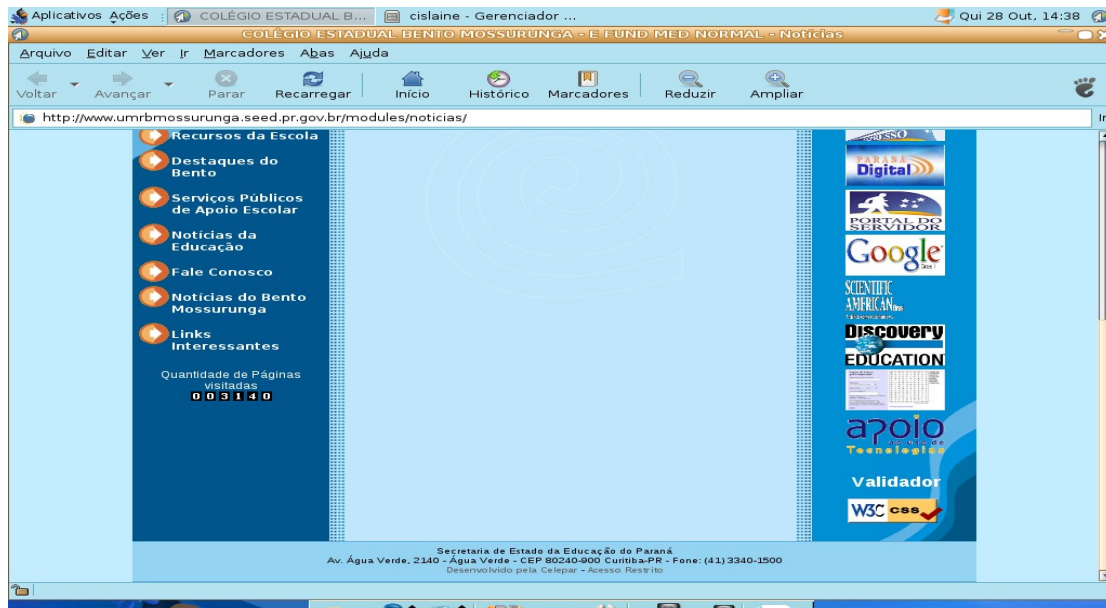 Aplicativos Ações COLÉGIO ESTADUAL B... cislaine - Gerenciador ... Qui 28 Out, 14:38
COLÉGIO ESTADUAL BENTO MOSSURUNGA - E FUND MED NORMAL - Notícias
Arquivo Editar Ver Ir Marcadores Abas Ajuda
Voltar Avançar Parar Recarregar Início Histórico Marcadores Reduzir Ampliar
http://www.umrbmossurunga.seed.pr.gov.br/modules/noticias/
Recursos da Escola
Destaques do
Bento
Serviços Públicos
de Apoio Escolar
Notícias da
Educação
Fale Conosco
Notícias do Bento
Mossurunga
Links
Interessantes
Quantidade de Páginas
visitadas
003140
PARANÁ
Digital
PORTAL DO
SERVIDOR
Google
SCIENTIFIC
AMERICAN
DISCOVERY
EDUCATION
apoio
ao uso de
Tecnologias
Validador
W3C css
Secretaria de Estado da Educação do Paraná
Av. Água Verde, 2140 - Água Verde - CEP 80240-900 Curitiba-PR - Fone: (41) 3340-1500
Desenvolvido pela Celepar - Acesso Restrito